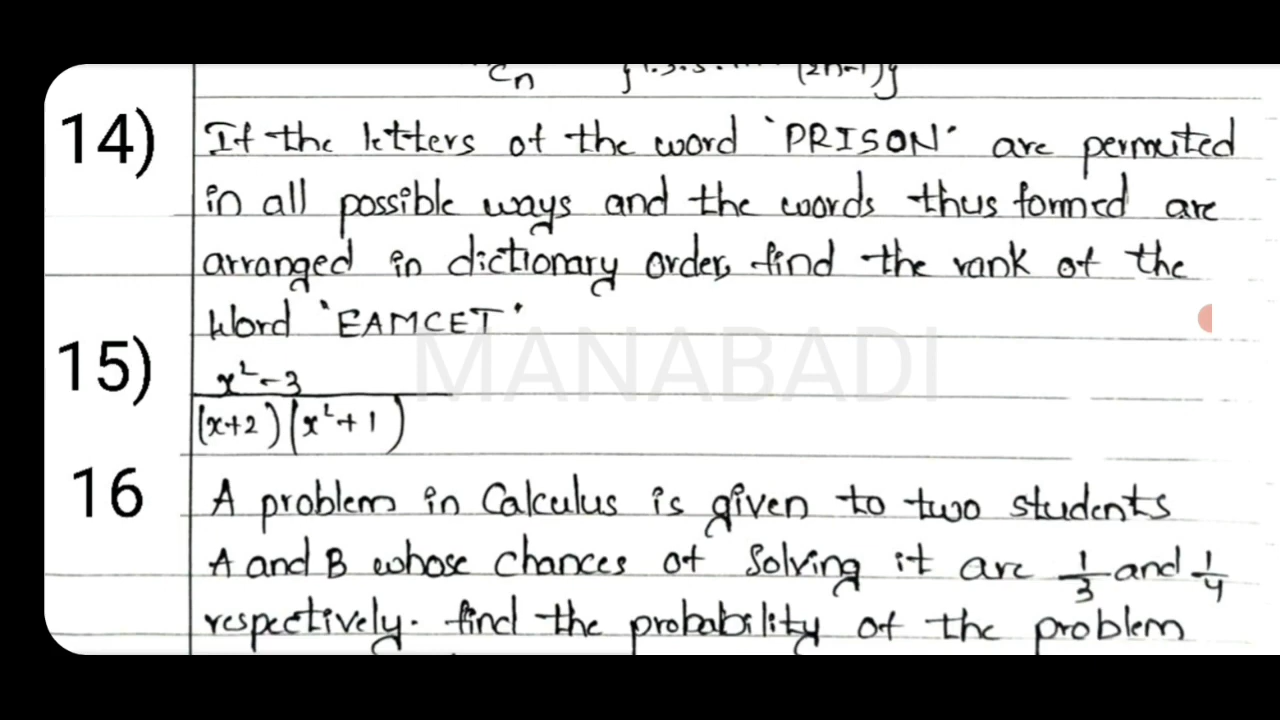 14) If the letters of the word 'PRISON' are permuted
in all possible ways and the words thus formed are
arranged in dictionary order, find the rank of the
Word 'EAMCET'
MANABADI
15) x²-3
(x+2)(x²+1)
16 A problem in Calculus is given to two students
A and B whose chances of Solving it are 1/3 and 1/4
respectively. find the probability of the problem